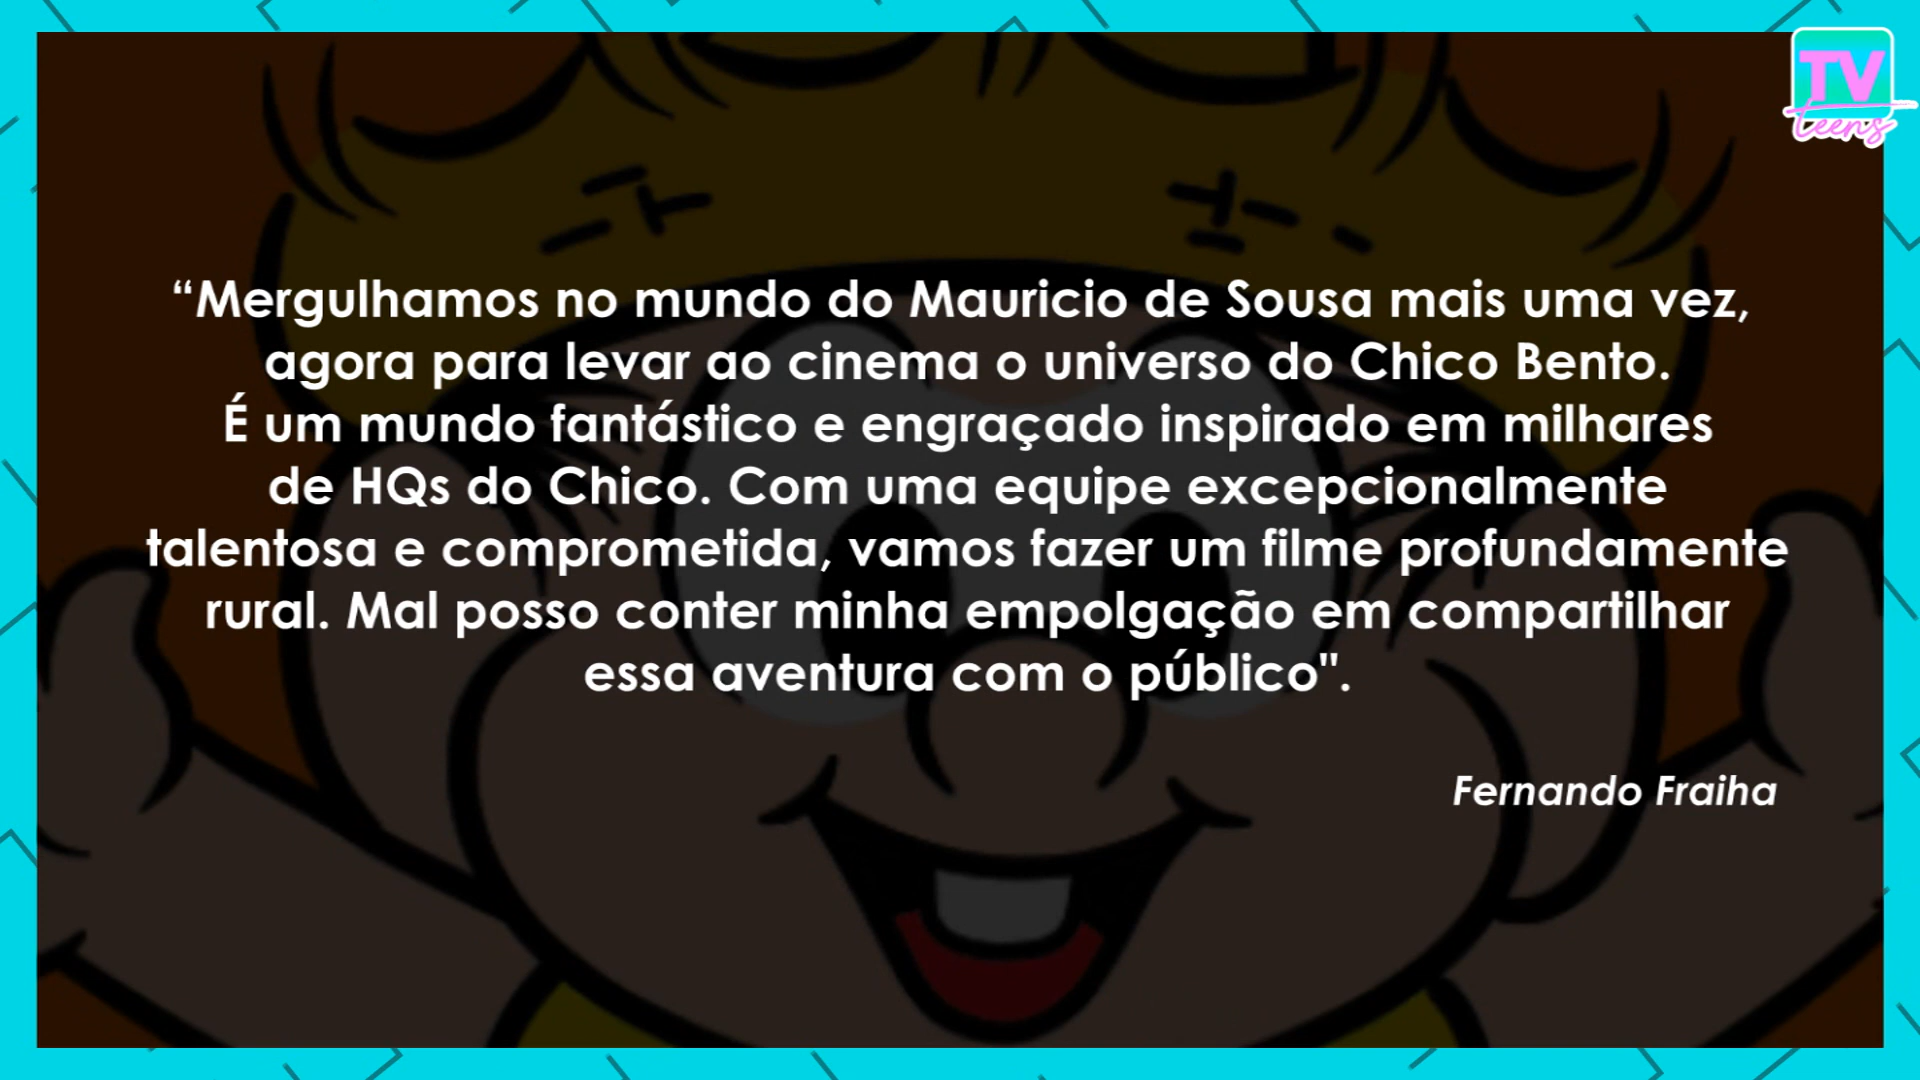 TV
teens
“Mergulhamos no mundo do Mauricio de Sousa mais uma vez,
agora para levar ao cinema o universo do Chico Bento.
É um mundo fantástico e engraçado inspirado em milhares
de HQs do Chico. Com uma equipe excepcionalmente
talentosa e comprometida, vamos fazer um filme profundamente
rural. Mal posso conter minha empolgação em compartilhar
essa aventura com o público".
Fernando Fraiha